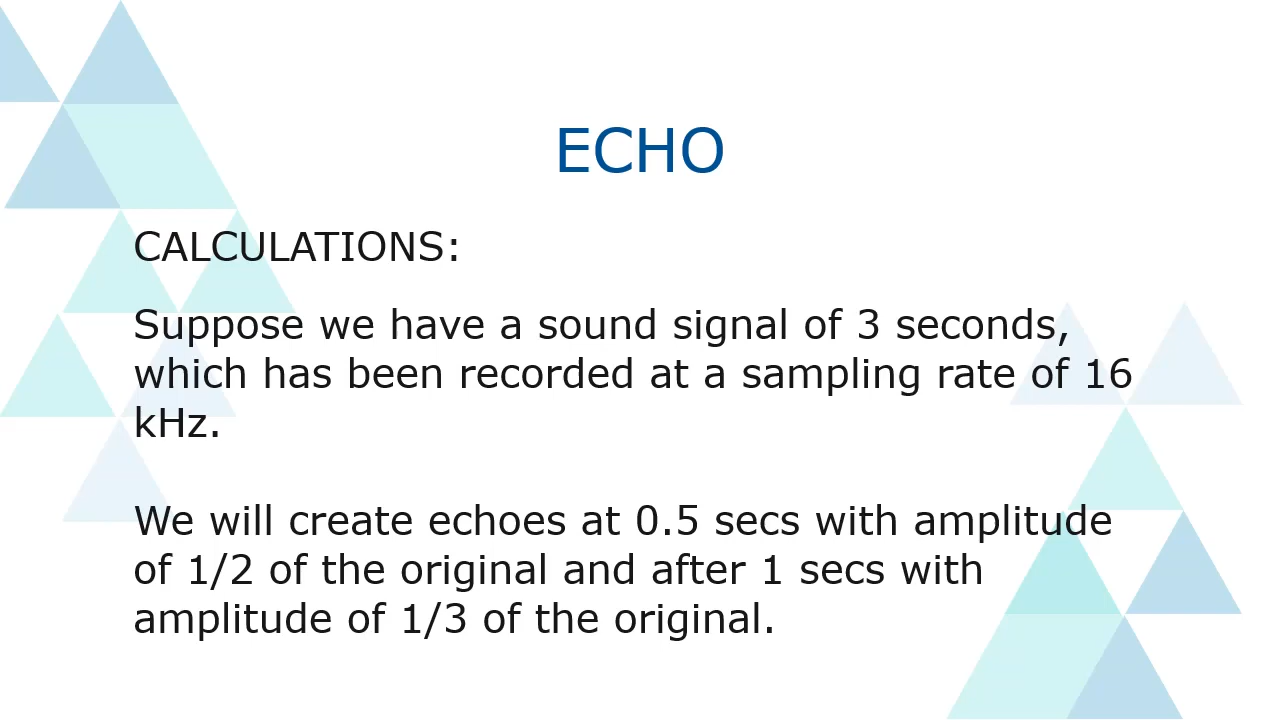 ECHO
CALCULATIONS:
Suppose we have a sound signal of 3 seconds,
which has been recorded at a sampling rate of 16
kHz.
We will create echoes at 0.5 secs with amplitude
of 1/2 of the original and after 1 secs with
amplitude of 1/3 of the original.